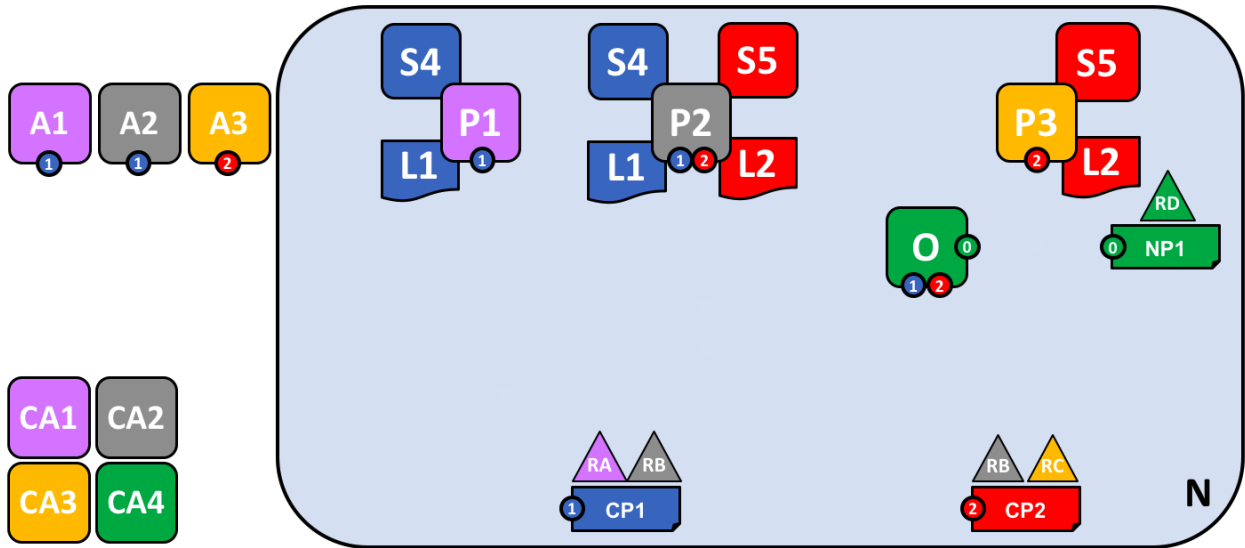 S4 S4 S5 S5
A1 A2 A3 P1 P2 P3
1 1 2 1 1 2 2
L1 L1 L2 L2
RD
O 0 0 NP1
1 2
CA1 CA2
RA RB RB RC
CA3 CA4 1 CP1 2 CP2 N